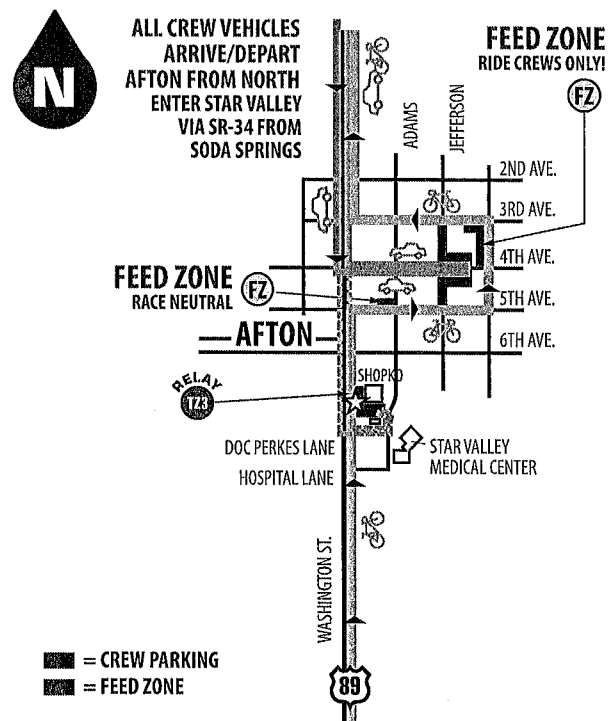 N
ALL CREW VEHICLES
ARRIVE/DEPART
AFTON FROM NORTH
ENTER STAR VALLEY
VIA SR-34 FROM
SODA SPRINGS
FEED ZONE
RIDE CREWS ONLY!
FZ
ADAMS
JEFFERSON
2ND AVE.
3RD AVE.
4TH AVE.
5TH AVE.
6TH AVE.
FEED ZONE
RACE NEUTRAL
FZ
AFTON
RELAY
TZ3
SHOPKO
DOC PERKES LANE
HOSPITAL LANE
STAR VALLEY
MEDICAL CENTER
WASHINGTON ST.
89
= CREW PARKING
= FEED ZONE